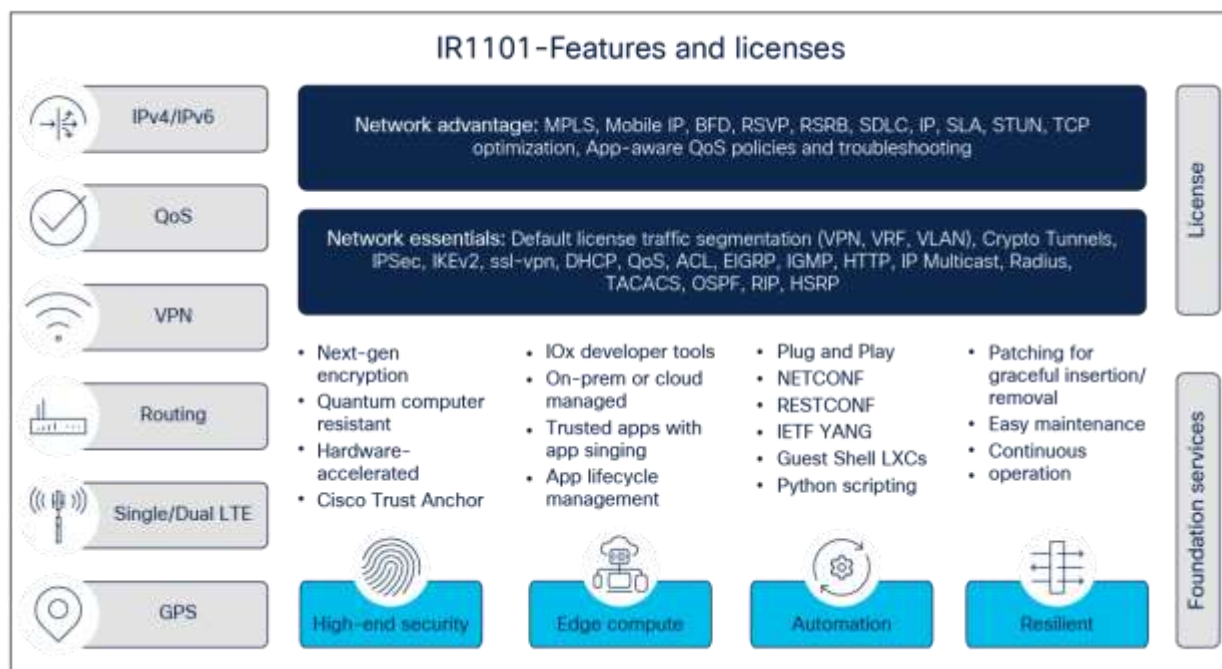 IR1101-Features and licenses
IPv4/IPv6
QoS
VPN
Routing
Single/Dual LTE
GPS
Network advantage: MPLS, Mobile IP, BFD, RSVP, RSRB, SDLC, IP, SLA, STUN, TCP
optimization, App-aware QoS policies and troubleshooting
Network essentials: Default license traffic segmentation (VPN, VRF, VLAN), Crypto Tunnels,
IPSec, IKEv2, ssl-vpn, DHCP, QoS, ACL, EIGRP, IGMP, HTTP, IP Multicast, Radius,
TACACS, OSPF, RIP, HSRP
• Next-gen
encryption
• Quantum computer
resistant
• Hardware-
accelerated
• Cisco Trust Anchor
High-end security
• IOx developer tools
• On-prem or cloud
managed
• Trusted apps with
app singing
• App lifecycle
management
Edge compute
• Plug and Play
• NETCONF
• RESTCONF
• IETF YANG
• Guest Shell LXCs
• Python scripting
Automation
• Patching for
graceful insertion/
removal
• Easy maintenance
• Continuous
• operation
Resilient
License
Foundation services